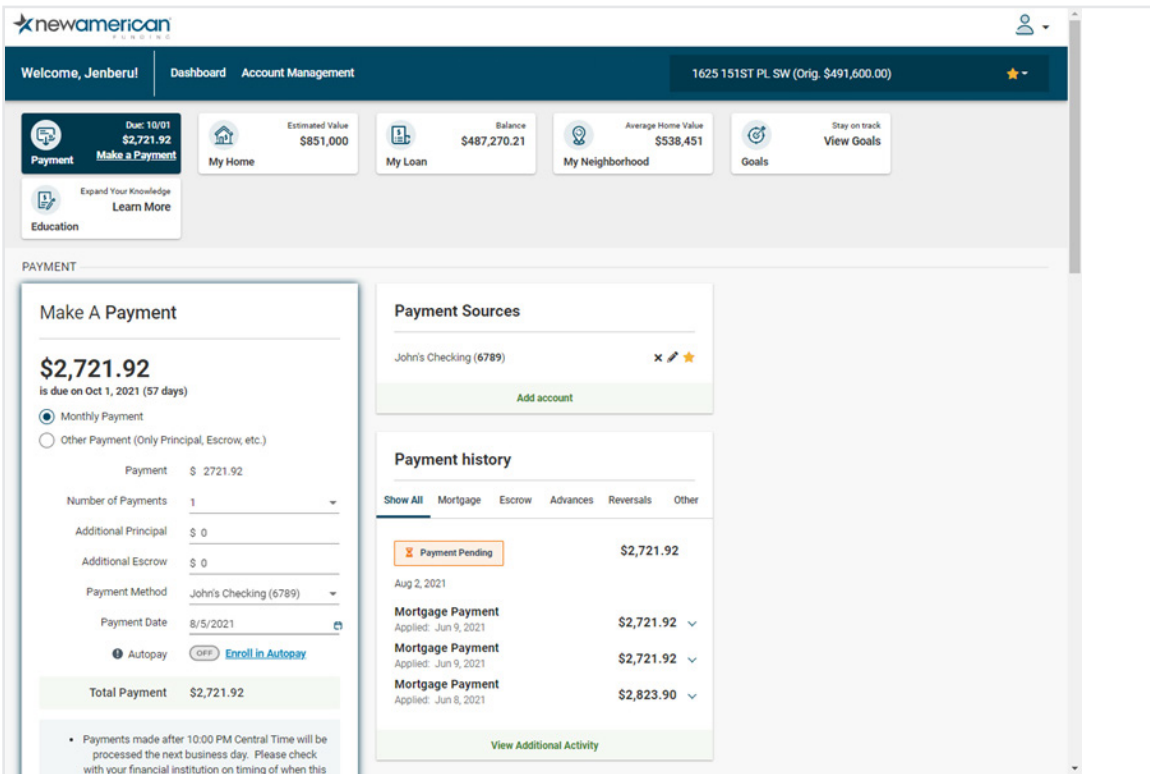 newamerican
FUNDING
Welcome, Jenberu!
Dashboard
Account Management
1625 151ST PL SW (Orig. $491,600.00)
Due: 10/01
$2,721.92
Make a Payment
Payment
Estimated Value
$851,000
My Home
Balance
$487,270.21
My Loan
Average Home Value
$538,451
My Neighborhood
Stay on track
View Goals
Goals
Expand Your Knowledge
Learn More
Education
PAYMENT
Make A Payment
$2,721.92
is due on Oct 1, 2021 (57 days)
Monthly Payment
Other Payment (Only Principal, Escrow, etc.)
Payment $ 2721.92
Number of Payments 1
Additional Principal $ 0
Additional Escrow $ 0
Payment Method John's Checking (6789)
Payment Date 8/5/2021
Autopay OFF Enroll in Autopay
Total Payment $2,721.92
• Payments made after 10:00 PM Central Time will be
processed the next business day. Please check
with your financial institution on timing of when this
Payment Sources
John's Checking (6789)
Add account
Payment history
Show All Mortgage Escrow Advances Reversals Other
Payment Pending $2,721.92
Aug 2, 2021
Mortgage Payment
Applied: Jun 9, 2021 $2,721.92
Mortgage Payment
Applied: Jun 9, 2021 $2,721.92
Mortgage Payment
Applied: Jun 8, 2021 $2,823.90
View Additional Activity